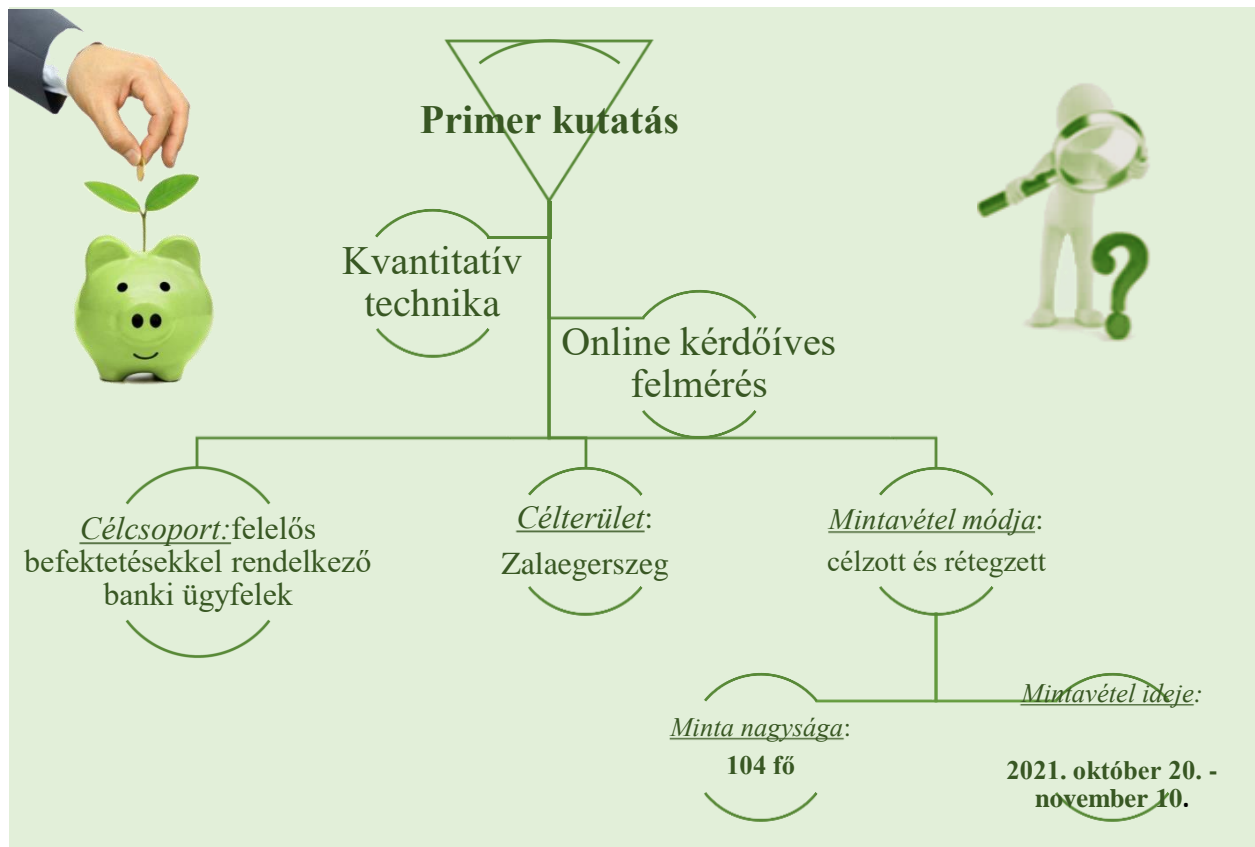 Primer kutatás
Kvantitatív
technika
Online kérdőíves
felmérés
Célcsoport:felelős
befektetésekkel rendelkező
banki ügyfelek
Célterület:
Zalaegerszeg
Mintavétel módja:
célzott és rétegzett
Minta nagysága:
104 fő
Mintavétel ideje:
2021. október 20. -
november 10.